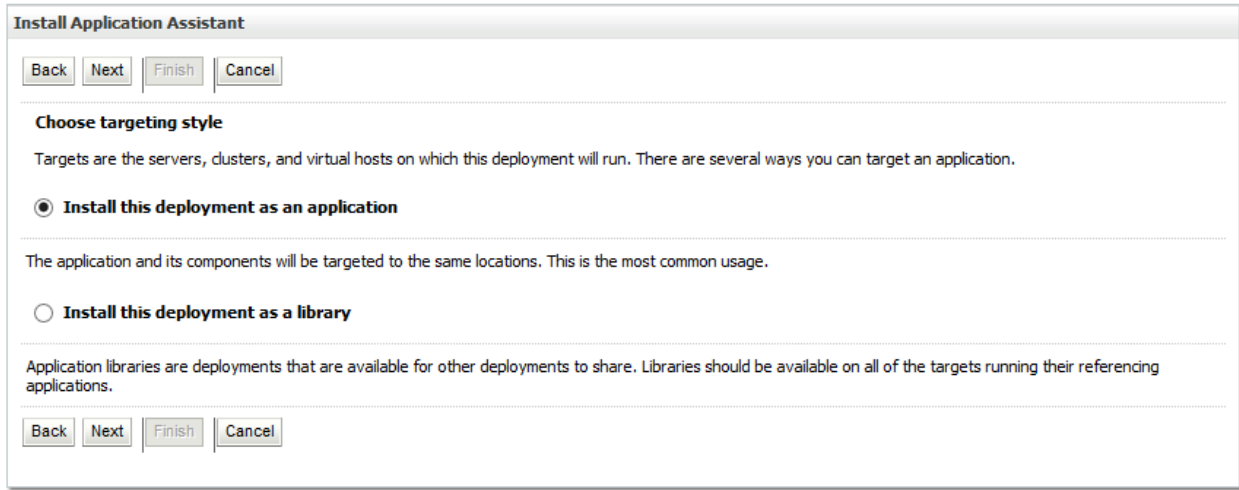 Install Application Assistant
Back Next Finish Cancel
Choose targeting style
Targets are the servers, clusters, and virtual hosts on which this deployment will run. There are several ways you can target an application.
Install this deployment as an application
The application and its components will be targeted to the same locations. This is the most common usage.
Install this deployment as a library
Application libraries are deployments that are available for other deployments to share. Libraries should be available on all of the targets running their referencing
applications.
Back Next Finish Cancel